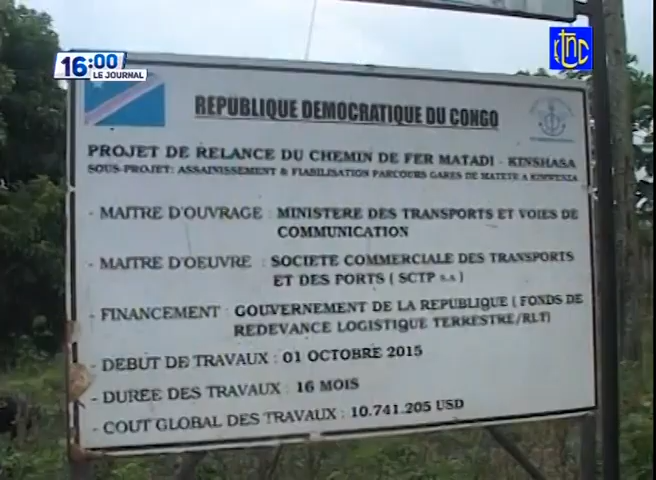 16:00
LE JOURNAL
rtnc
REPUBLIQUE DEMOCRATIQUE DU CONGO
PROJET DE RELANCE DU CHEMIN DE FER MATADI - KINSHASA
SOUS-PROJET: ASSAINISSEMENT & FIABILISATION PARCOURS GARES DE MATETE A KIMWENZA
- MAITRE D'OUVRAGE : MINISTERE DES TRANSPORTS ET VOIES DE
COMMUNICATION
- MAITRE D'OEUVRE : SOCIETE COMMERCIALE DES TRANSPORTS
ET DES PORTS ( SCTP S.A )
- FINANCEMENT : GOUVERNEMENT DE LA REPUBLIQUE ( FONDS DE
REDEVANCE LOGISTIQUE TERRESTRE/RLT)
- DEBUT DE TRAVAUX : 01 OCTOBRE 2015
- DUREE DES TRAVAUX : 16 MOIS
- COUT GLOBAL DES TRAVAUX : 10.741.205 USD